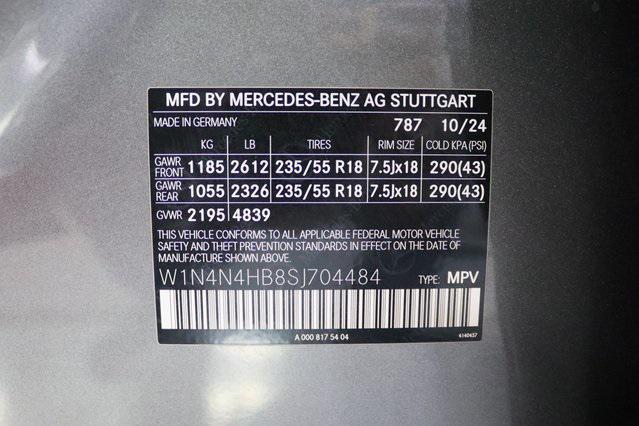 MFD BY MERCEDES-BENZ AG STUTTGART
MADE IN GERMANY 787 10/24
KG LB TIRES RIM SIZE COLD KPA (PSI)
GAWR FRONT 1185 2612 235/55 R18 7.5Jx18 290(43)
GAWR REAR 1055 2326 235/55 R18 7.5Jx18 290(43)
GVWR 2195 4839
THIS VEHICLE CONFORMS TO ALL APPLICABLE FEDERAL MOTOR VEHICLE
SAFETY AND THEFT PREVENTION STANDARDS IN EFFECT ON THE DATE OF
MANUFACTURE SHOWN ABOVE.
W1N4N4HB8SJ704484 TYPE: MPV
A 000 817 54 04 4140457